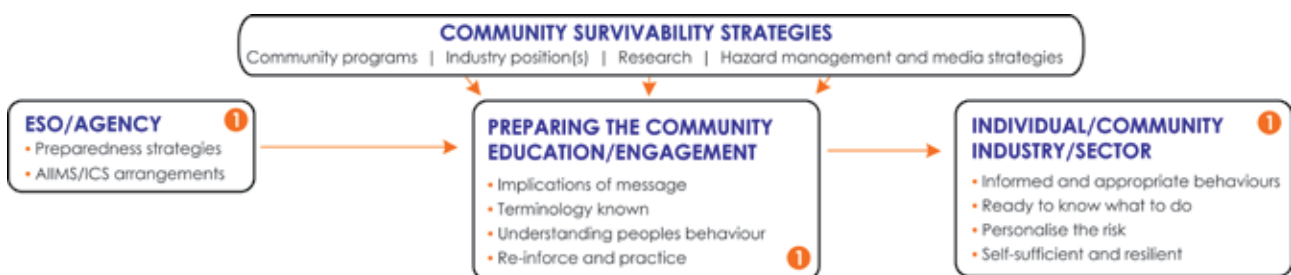 COMMUNITY SURVIVABILITY STRATEGIES
Community programs | Industry position(s) | Research | Hazard management and media strategies
ESO/AGENCY 1
• Preparedness strategies
• AIIMS/ICS arrangements
PREPARING THE COMMUNITY
EDUCATION/ENGAGEMENT
• Implications of message
• Terminology known
• Understanding peoples behaviour
• Re-inforce and practice 1
INDIVIDUAL/COMMUNITY 1
INDUSTRY/SECTOR
• Informed and appropriate behaviours
• Ready to know what to do
• Personalise the risk
• Self-sufficient and resilient